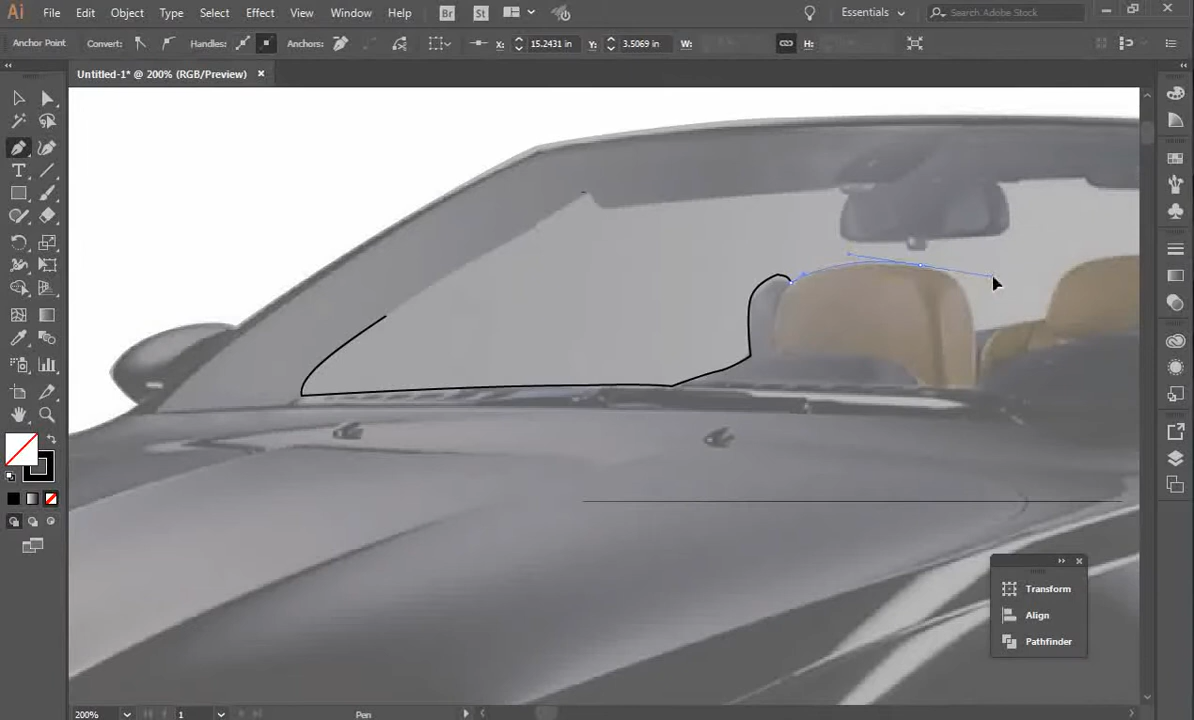 Ai File Edit Object Type Select Effect View Window Help Br St Essentials Search Adobe Stock
Anchor Point Convert: Handles: Anchors: X: 15.2431 in Y: 3.5069 in W: H:
Untitled-1* @ 200% (RGB/Preview)
T
Transform
Align
Pathfinder
200% 1 Pen